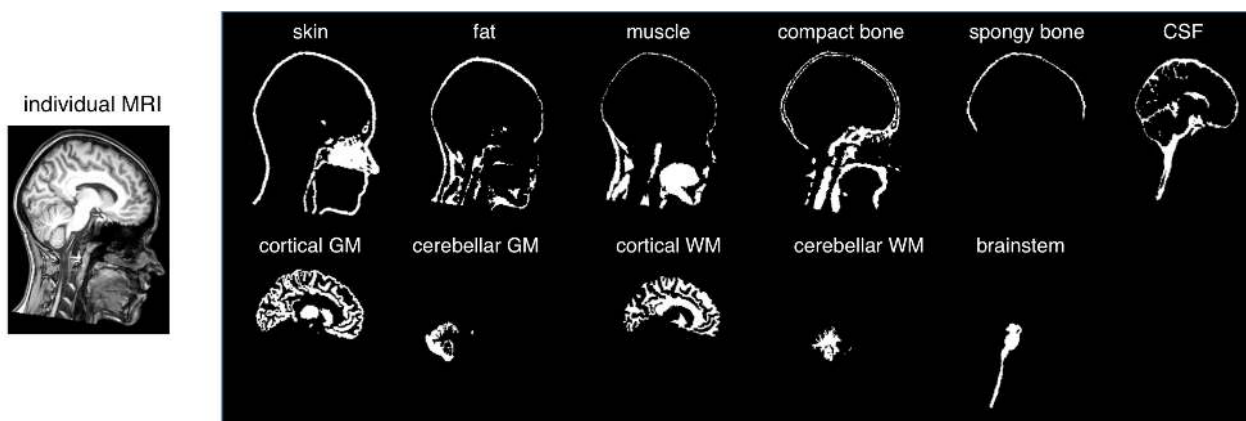 skin fat muscle compact bone spongy bone CSF
individual MRI
cortical GM cerebellar GM cortical WM cerebellar WM brainstem